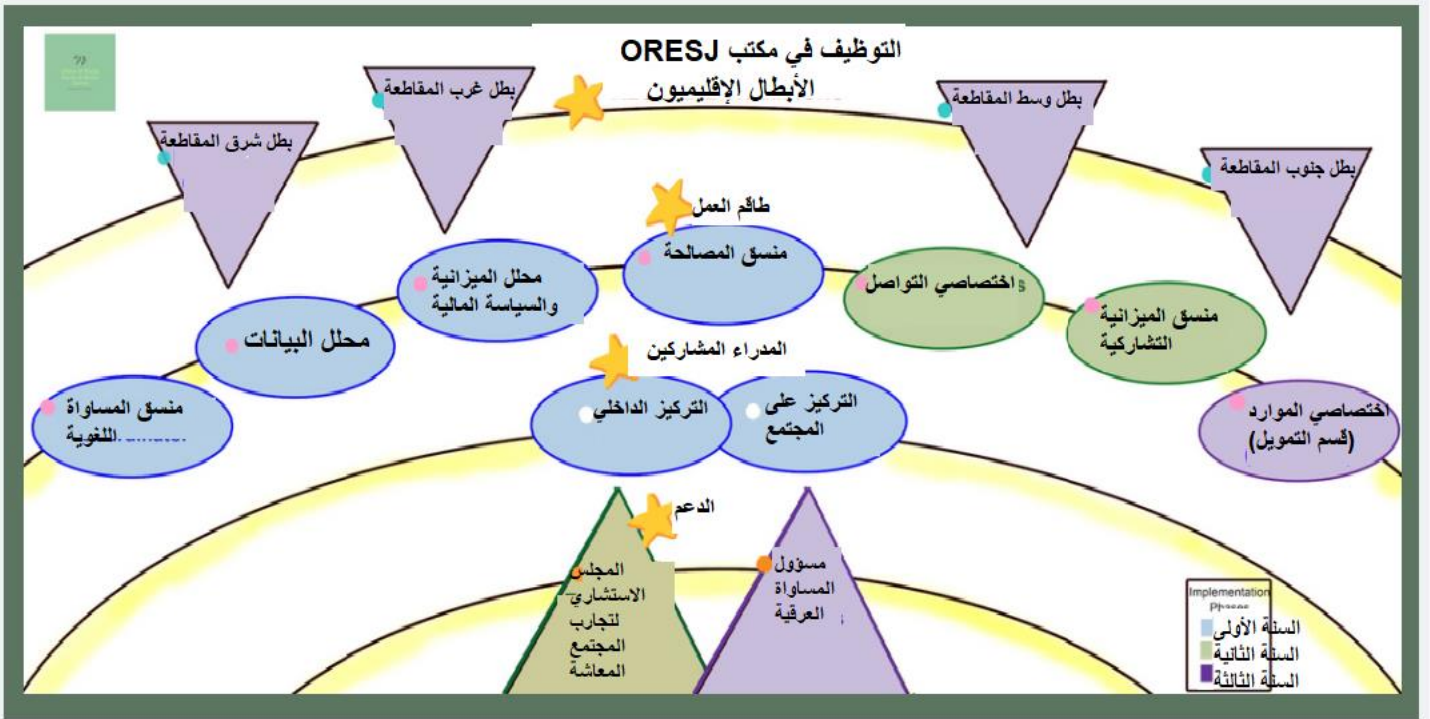 التوظيف في مكتب ORESJ
الأبطال الإقليميون
بطل غرب المقاطعة
بطل وسط المقاطعة
بطل شرق المقاطعة
بطل جنوب المقاطعة
طاقم العمل
منسق المصالحة
محلل الميزانية
والسياسة المالية
اختصاصي التواصل
s
منسق الميزانية
التشاركية
محلل البيانات
منسق المساواة
اللغوية
اختصاصي الموارد
(قسم التمويل)
المدراء المشاركين
التركيز الداخلي
التركيز على
المجتمع
الدعم
المجلس
الاستشاري
لتجارب
المجتمع
المعاشة
مسؤول
المساواة
العرقية
Implementation
السنة الأولى
السنة الثانية
السنة الثالثة